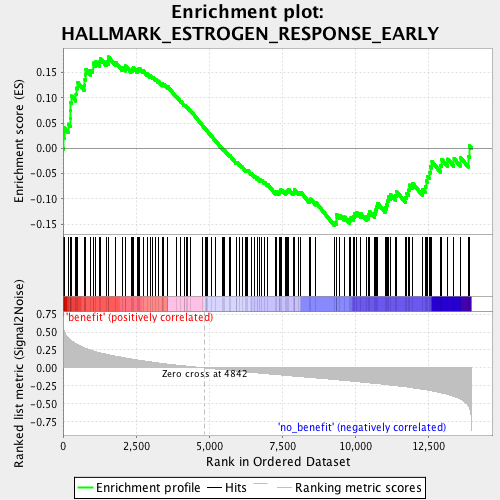 Enrichment plot:
HALLMARK_ESTROGEN_RESPONSE_EARLY
Enrichment score (ES)
0.15
0.10
0.05
0.00
-0.05
-0.10
-0.15
'benefit' (positively correlated)
Ranked list metric (Signal2Noise)
0.75
0.50
0.25
0.00
-0.25
-0.50
-0.75
Zero cross at 4842
'no_benefit' (negatively correlated)
0
2,500
5,000
7,500
10,000
12,500
Rank in Ordered Dataset
Enrichment profile
Hits
Ranking metric scores